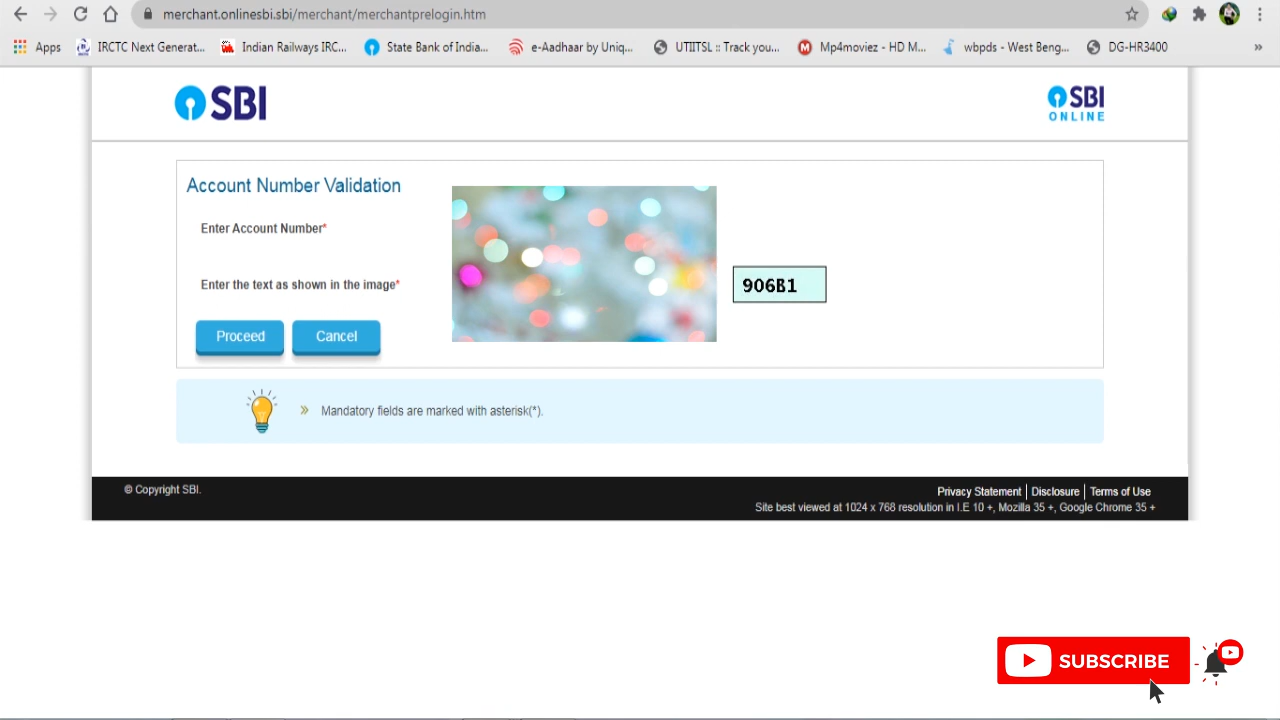 merchant.onlinesbi.sbi/merchant/merchantprelogin.htm
Apps IRCTC Next Generat... Indian Railways IRC... State Bank of India... e-Aadhaar by Uniq... UTIITSL :: Track you... Mp4moviez - HD M... wbpds - West Beng... DG-HR3400 »
SBI
SBI
ONLINE
Account Number Validation
Enter Account Number*
Enter the text as shown in the image*
906B1
Proceed Cancel
» Mandatory fields are marked with asterisk(*).
© Copyright SBI.
Privacy Statement | Disclosure | Terms of Use
Site best viewed at 1024 x 768 resolution in I.E 10 +, Mozilla 35 +, Google Chrome 35 +
SUBSCRIBE